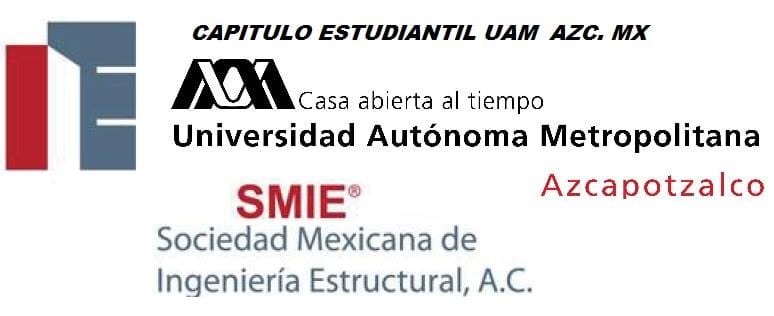 CAPITULO ESTUDIANTIL UAM AZC. MX
Casa abierta al tiempo
Universidad Autónoma Metropolitana
Azcapotzalco
SMIE®
Sociedad Mexicana de
Ingeniería Estructural, A.C.